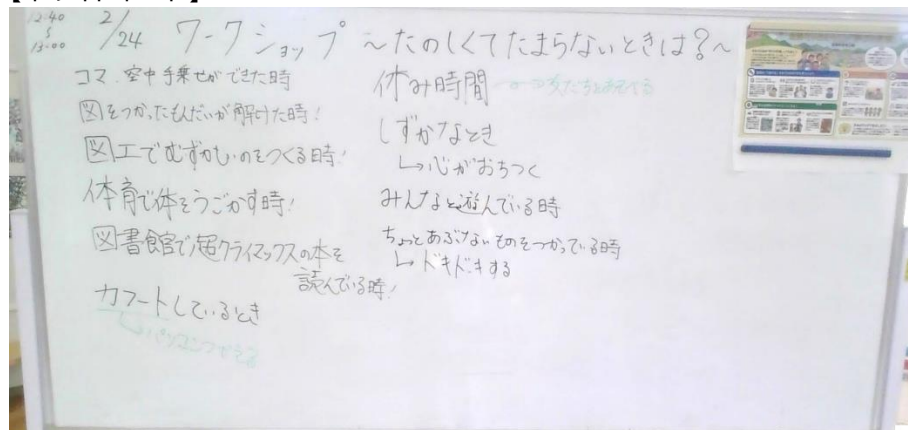 12:40
〜
13:00
2/24 ワークショップ ～たのしくてたまらないときは？～
コマ. 空中手乗せができた時
図をつかったもんだいが解けた時!
図工でむずかしいのをつくる時!
体育で体をうごかす時!
図書館で超クライマックスの本を
読んでいる時!
カフートしているとき
↳パソコンつかえる
休み時間→友だちとあそべる
しずかなとき
↳心がおちつく
みんなと遊んでいる時
ちょっとあぶないものをつかっている時
↳ドキドキする